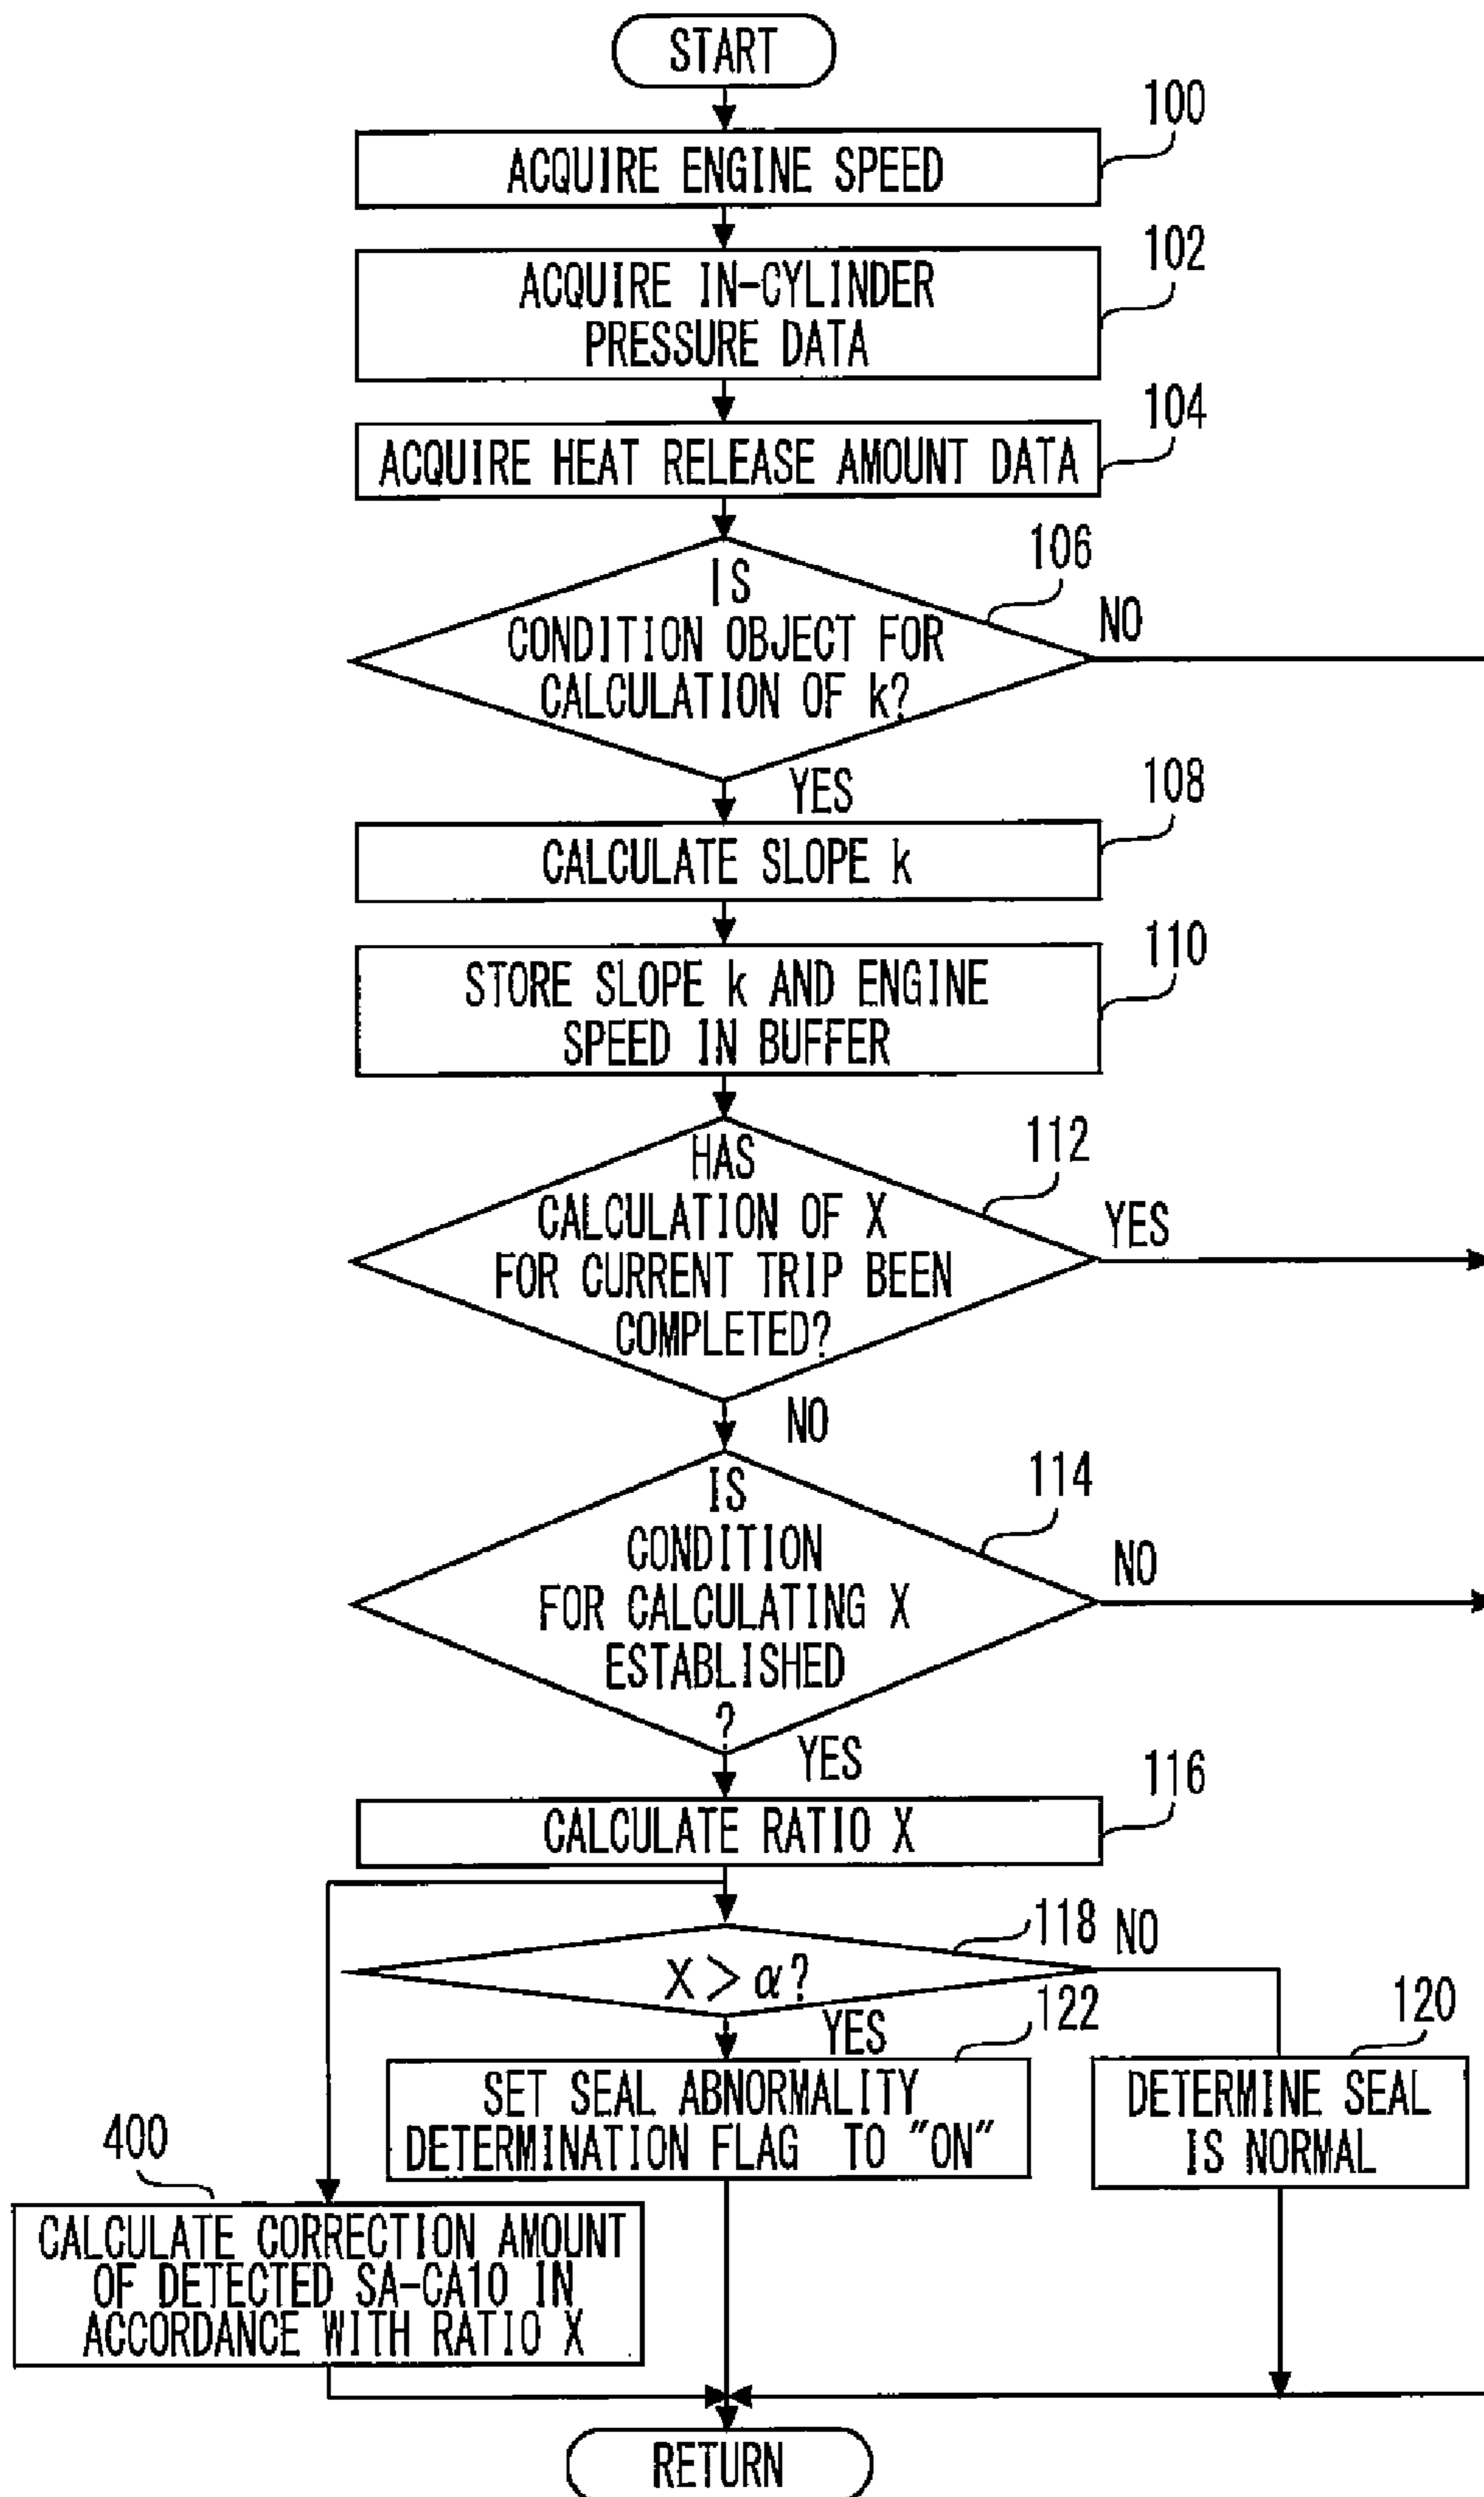 START
100
ACQUIRE ENGINE SPEED
102
ACQUIRE IN-CYLINDER
PRESSURE DATA
104
ACQUIRE HEAT RELEASE AMOUNT DATA
106
IS
CONDITION OBJECT FOR
CALCULATION OF k?
NO
YES
108
CALCULATE SLOPE k
110
STORE SLOPE k AND ENGINE
SPEED IN BUFFER
112
HAS
CALCULATION OF X
FOR CURRENT TRIP BEEN
COMPLETED?
YES
NO
114
IS
CONDITION
FOR CALCULATING X
ESTABLISHED
?
NO
YES
116
CALCULATE RATIO X
118
NO
X > α?
YES
122
120
SET SEAL ABNORMALITY
DETERMINATION FLAG TO "ON"
DETERMINE SEAL
IS NORMAL
400
CALCULATE CORRECTION AMOUNT
OF DETECTED SA-CA10 IN
ACCORDANCE WITH RATIO X
RETURN